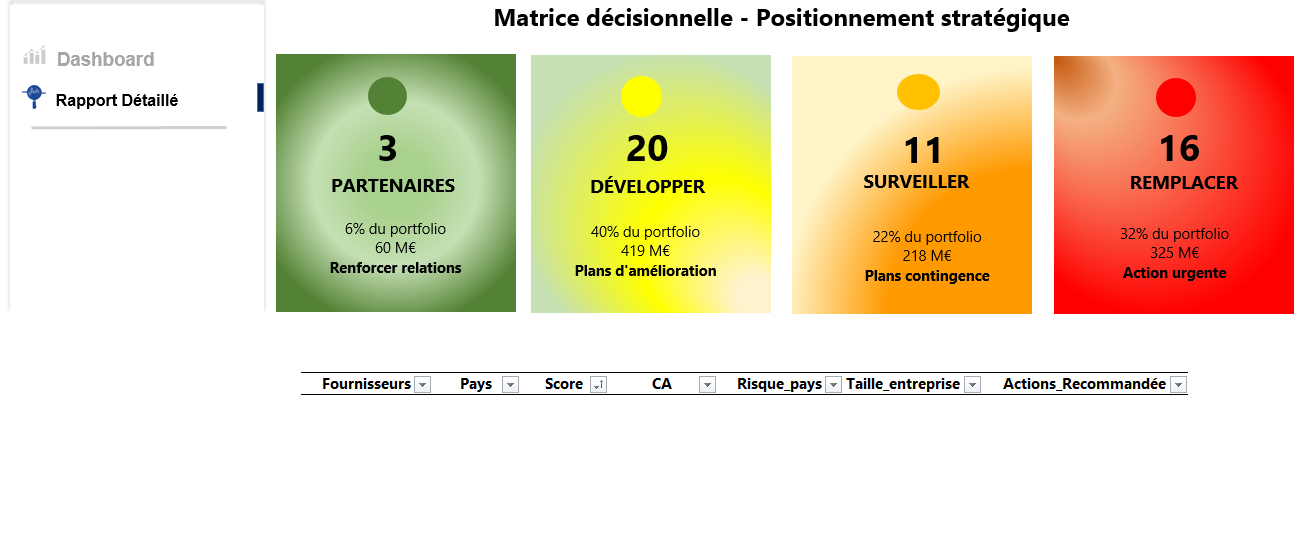 Matrice décisionnelle - Positionnement stratégique
Dashboard
Rapport Détaillé
3
PARTENAIRES
6% du portfolio
60 M€
Renforcer relations
20
DÉVELOPPER
40% du portfolio
419 M€
Plans d'amélioration
11
SURVEILLER
22% du portfolio
218 M€
Plans contingence
16
REMPLACER
32% du portfolio
325 M€
Action urgente
Fournisseurs Pays Score CA Risque_pays Taille_entreprise Actions_Recommandée